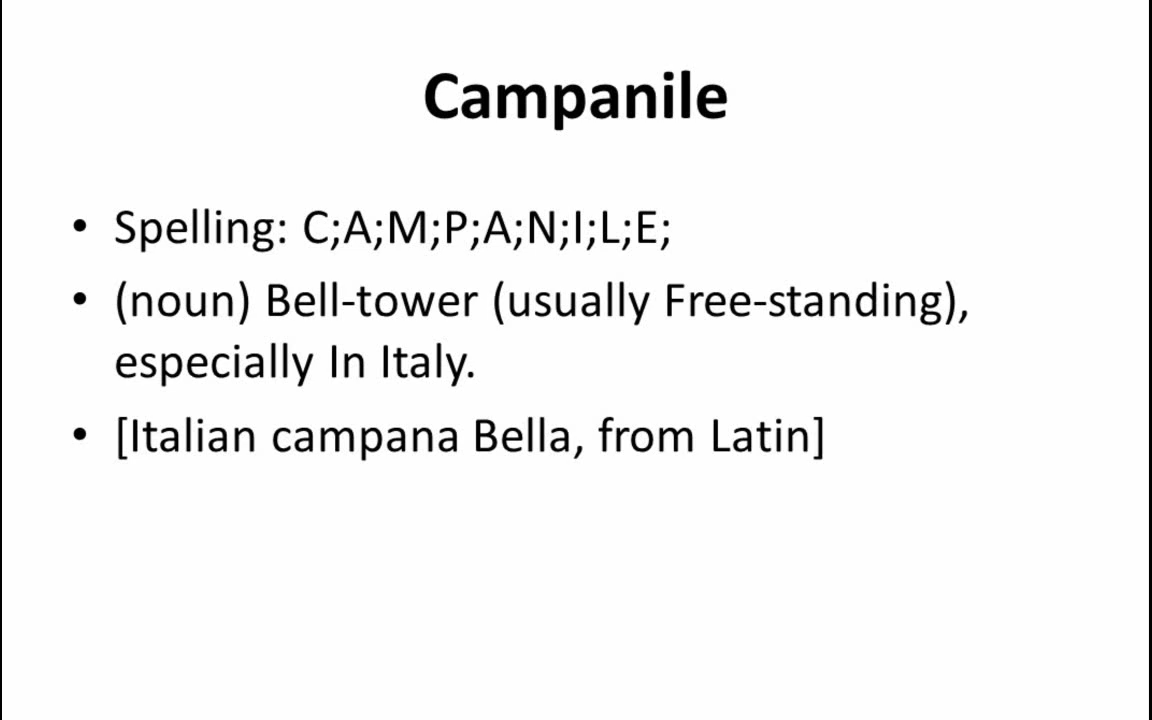 Campanile
• Spelling: C;A;M;P;A;N;I;L;E;
• (noun) Bell-tower (usually Free-standing),
especially In Italy.
• [Italian campana Bella, from Latin]